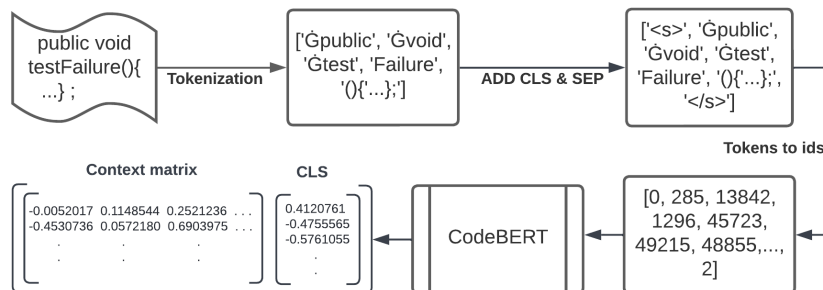 public void
testFailure(){
...} ;
Tokenization
['Ġpublic', 'Ġvoid',
'Ġtest', 'Failure',
'(){'...};']
ADD CLS & SEP
['<s>', 'Ġpublic',
'Ġvoid', 'Ġtest',
'Failure', '(){'...};',
'</s>']
Tokens to ids
[0, 285, 13842,
1296, 45723,
49215, 48855,...,
2]
CodeBERT
CLS
0.4120761
-0.4755565
-0.5761055
.
.
Context matrix
-0.0052017 0.1148544 0.2521236 . . .
-0.4530736 0.0572180 0.6903975 . . .
. . .
. . .